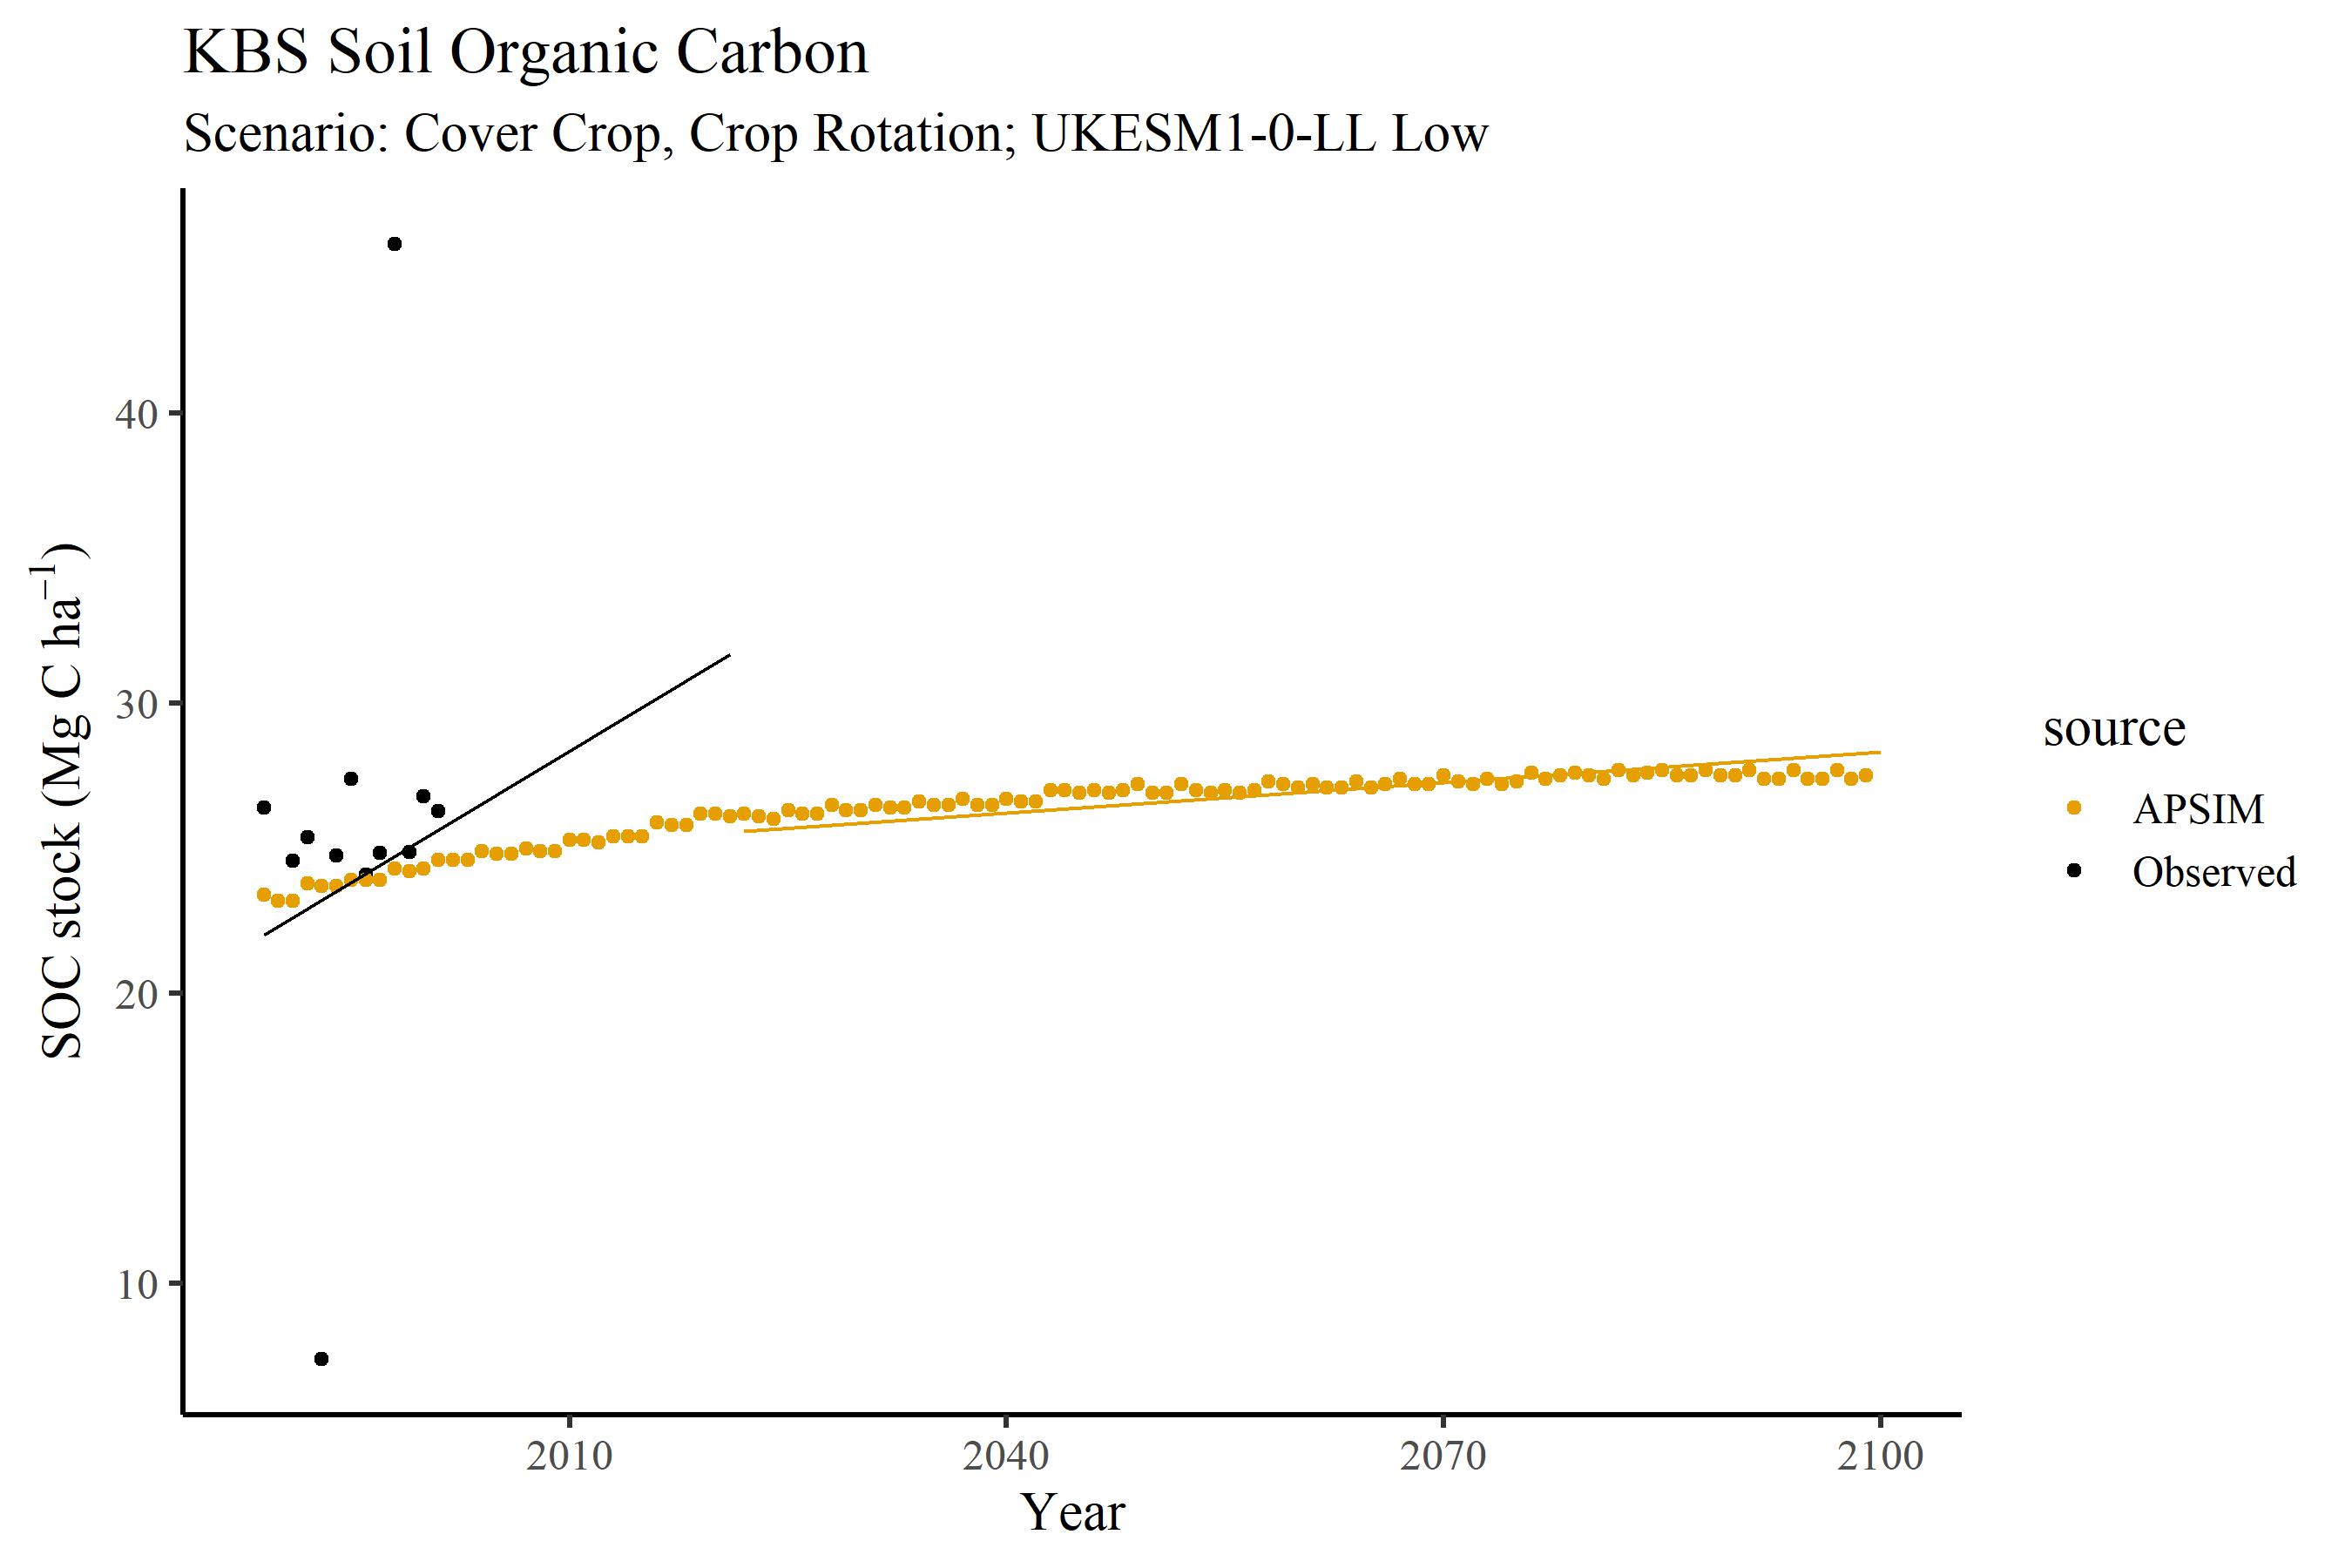 KBS Soil Organic Carbon
Scenario: Cover Crop, Crop Rotation; UKESM1-0-LL Low
SOC stock (Mg C ha⁻¹)
40
30
20
10
2010 2040 2070 2100
Year
source
APSIM
Observed